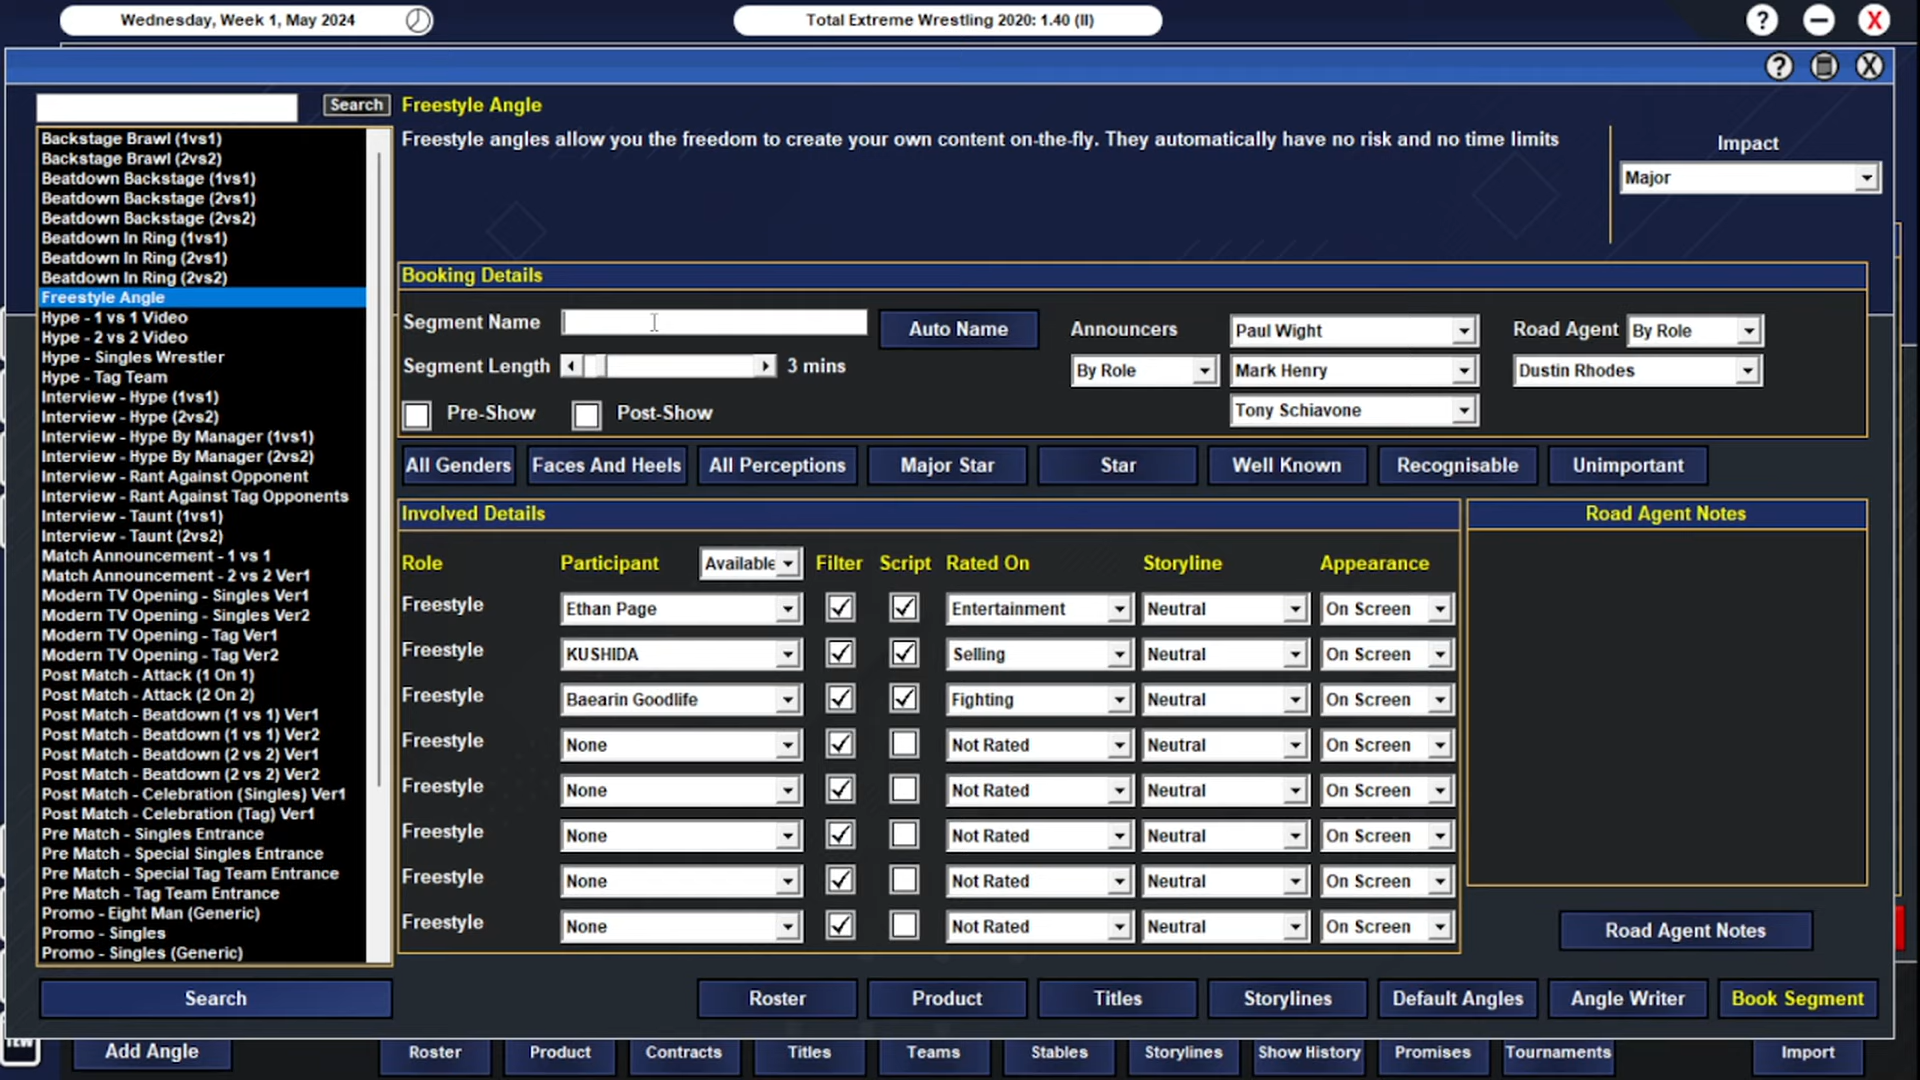 Wednesday, Week 1, May 2024
Total Extreme Wrestling 2020: 1.40 (II)
?
X
?
X
Search
Freestyle Angle
Freestyle angles allow you the freedom to create your own content on-the-fly. They automatically have no risk and no time limits
Impact
Major
Backstage Brawl (1vs1)
Backstage Brawl (2vs2)
Beatdown Backstage (1vs1)
Beatdown Backstage (2vs1)
Beatdown Backstage (2vs2)
Beatdown In Ring (1vs1)
Beatdown In Ring (2vs1)
Beatdown In Ring (2vs2)
Freestyle Angle
Hype - 1 vs 1 Video
Hype - 2 vs 2 Video
Hype - Singles Wrestler
Hype - Tag Team
Interview - Hype (1vs1)
Interview - Hype (2vs2)
Interview - Hype By Manager (1vs1)
Interview - Hype By Manager (2vs2)
Interview - Rant Against Opponent
Interview - Rant Against Tag Opponents
Interview - Taunt (1vs1)
Interview - Taunt (2vs2)
Match Announcement - 1 vs 1
Match Announcement - 2 vs 2 Ver1
Modern TV Opening - Singles Ver1
Modern TV Opening - Singles Ver2
Modern TV Opening - Tag Ver1
Modern TV Opening - Tag Ver2
Post Match - Attack (1 On 1)
Post Match - Attack (2 On 2)
Post Match - Beatdown (1 vs 1) Ver1
Post Match - Beatdown (1 vs 1) Ver2
Post Match - Beatdown (2 vs 2) Ver1
Post Match - Beatdown (2 vs 2) Ver2
Post Match - Celebration (Singles) Ver1
Post Match - Celebration (Tag) Ver1
Pre Match - Singles Entrance
Pre Match - Special Singles Entrance
Pre Match - Special Tag Team Entrance
Pre Match - Tag Team Entrance
Promo - Eight Man (Generic)
Promo - Singles
Promo - Singles (Generic)
Search
Booking Details
Segment Name
Auto Name
Announcers
Paul Wight
Road Agent
By Role
Segment Length
3 mins
By Role
Mark Henry
Dustin Rhodes
Pre-Show
Post-Show
Tony Schiavone
All Genders
Faces And Heels
All Perceptions
Major Star
Star
Well Known
Recognisable
Unimportant
Involved Details
Road Agent Notes
Role Participant Available Filter Script Rated On Storyline Appearance
Freestyle Ethan Page Entertainment Neutral On Screen
Freestyle KUSHIDA Selling Neutral On Screen
Freestyle Baearin Goodlife Fighting Neutral On Screen
Freestyle None Not Rated Neutral On Screen
Freestyle None Not Rated Neutral On Screen
Freestyle None Not Rated Neutral On Screen
Freestyle None Not Rated Neutral On Screen
Freestyle None Not Rated Neutral On Screen
Road Agent Notes
Roster
Product
Titles
Storylines
Default Angles
Angle Writer
Book Segment
TEW
Add Angle
Roster
Product
Contracts
Titles
Teams
Stables
Storylines
Show History
Promises
Tournaments
Import